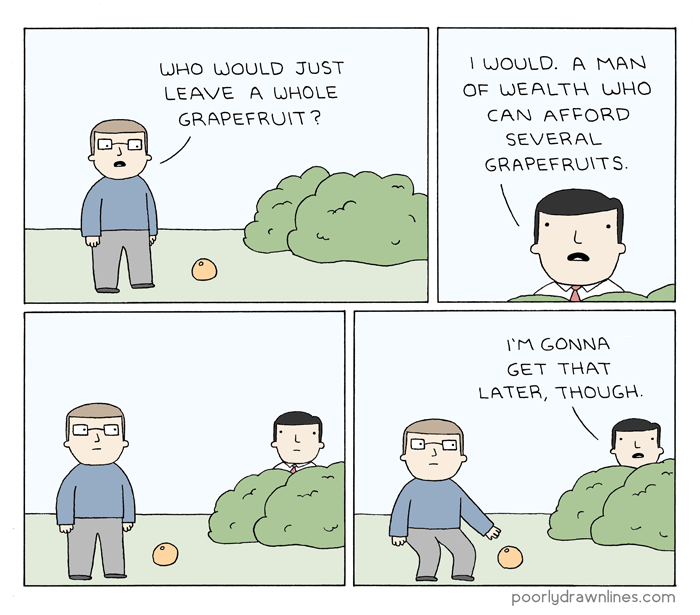 WHO WOULD JUST
LEAVE A WHOLE
GRAPEFRUIT?
I WOULD. A MAN
OF WEALTH WHO
CAN AFFORD
SEVERAL
GRAPEFRUITS.
I'M GONNA
GET THAT
LATER, THOUGH.
poorlydrawnlines.com